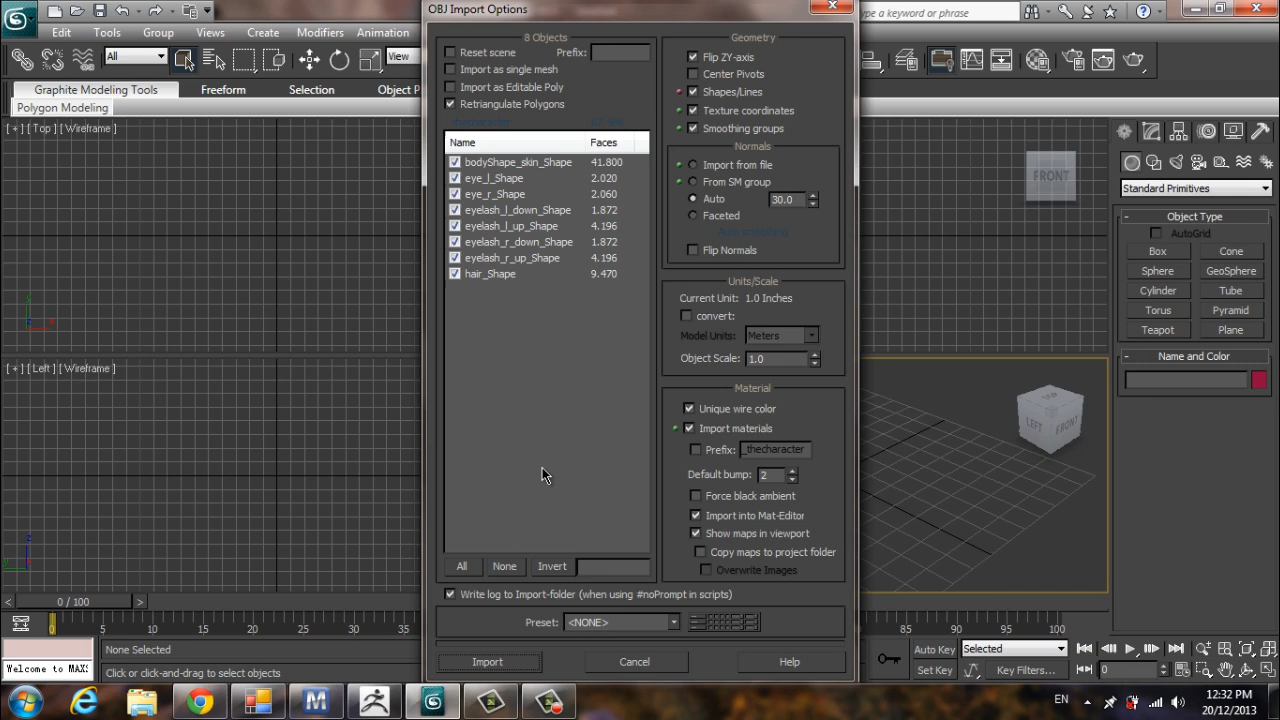 OBJ Import Options
pe a keyword or phrase
Edit Tools Group Views Create Modifiers Animation
All View
Graphite Modeling Tools Freeform Selection Object P
Polygon Modeling
[ + ] [ Top ] [ Wireframe ]
[ + ] [ Left ] [ Wireframe ]
8 Objects
Reset scene Prefix:
Import as single mesh
Import as Editable Poly
Retriangulate Polygons
Name Faces
bodyShape_skin_Shape 41.800
eye_l_Shape 2.020
eye_r_Shape 2.060
eyelash_l_down_Shape 1.872
eyelash_l_up_Shape 4.196
eyelash_r_down_Shape 1.872
eyelash_r_up_Shape 4.196
hair_Shape 9.470
All None Invert
Geometry
Flip ZY-axis
Center Pivots
Shapes/Lines
Texture coordinates
Smoothing groups
Normals
Import from file
From SM group
Auto 30.0
Faceted
Auto smoothing
Flip Normals
Units/Scale
Current Unit: 1.0 Inches
convert:
Model Units: Meters
Object Scale: 1.0
Material
Unique wire color
Import materials
Prefix: _thecharacter
Default bump: 2
Force black ambient
Import into Mat-Editor
Show maps in viewport
Copy maps to project folder
Overwrite Images
Write log to Import-folder (when using #noPrompt in scripts)
Preset: <NONE>
Import Cancel Help
FRONT
LEFT FRONT
Standard Primitives
- Object Type
AutoGrid
Box Cone
Sphere GeoSphere
Cylinder Tube
Torus Pyramid
Teapot Plane
- Name and Color
< 0 / 100 >
0 5 10 15 20 25 30 35 85 90 95 100
None Selected
Welcome to MAX:
Click or click-and-drag to select objects
Auto Key Selected
Set Key Key Filters... 0
EN
12:32 PM
20/12/2013